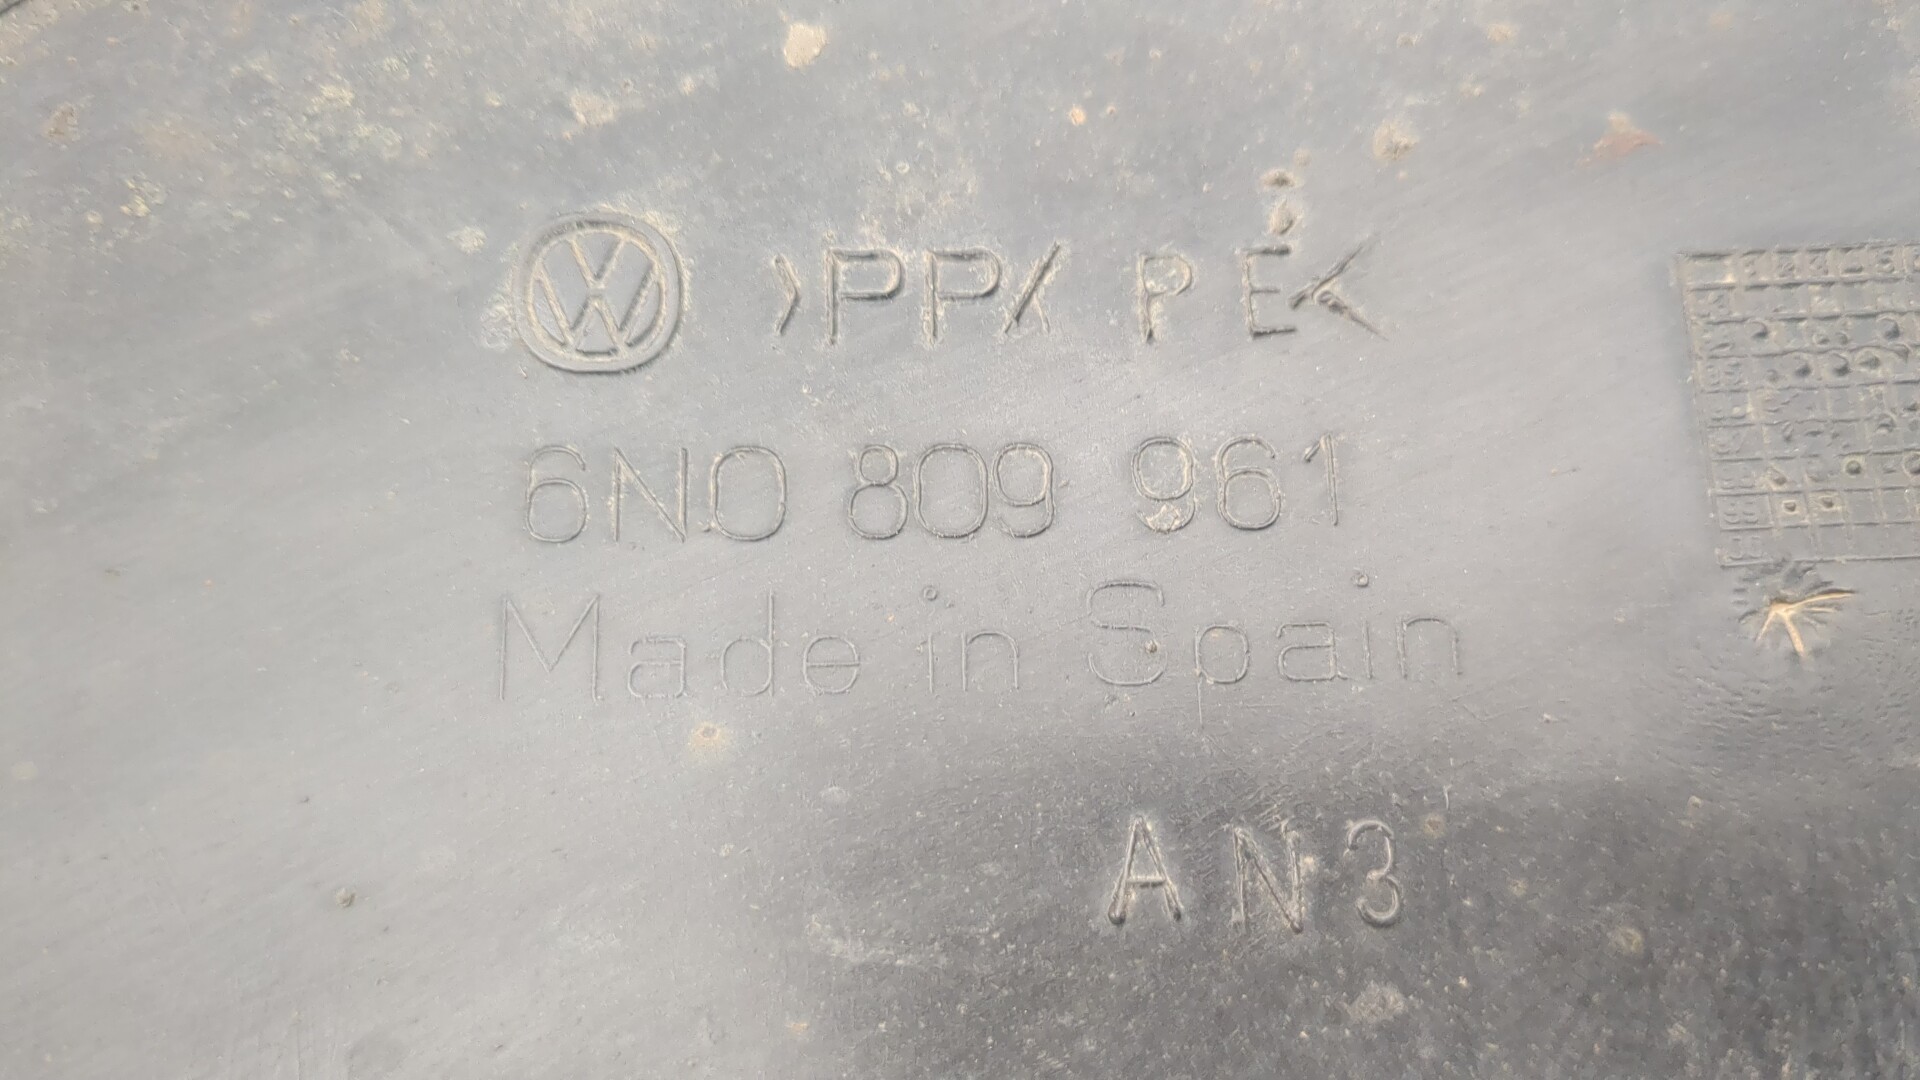 >PP/ PE<
6N0 809 961
Made in Spain
AN3